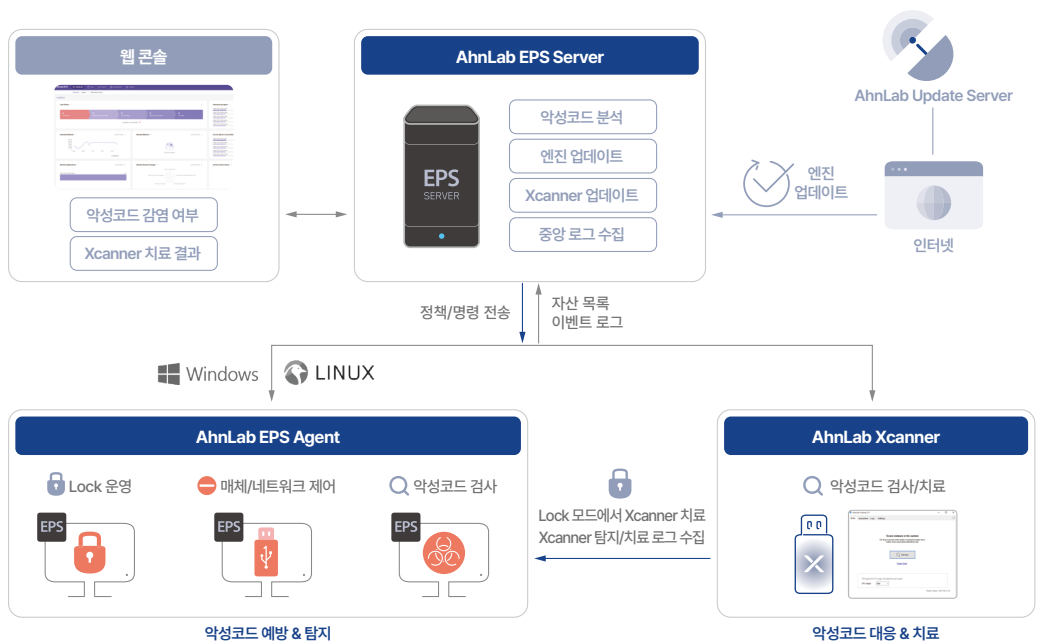 웹 콘솔
악성코드 감염 여부
Xcanner 치료 결과
AhnLab EPS Server
EPS
SERVER
악성코드 분석
엔진 업데이트
Xcanner 업데이트
중앙 로그 수집
AhnLab Update Server
엔진
업데이트
인터넷
정책/명령 전송
자산 목록
이벤트 로그
Windows
LINUX
AhnLab EPS Agent
Lock 운영
매체/네트워크 제어
악성코드 검사
EPS
EPS
EPS
악성코드 예방 & 탐지
Lock 모드에서 Xcanner 치료
Xcanner 탐지/치료 로그 수집
AhnLab Xcanner
악성코드 검사/치료
X
악성코드 대응 & 치료